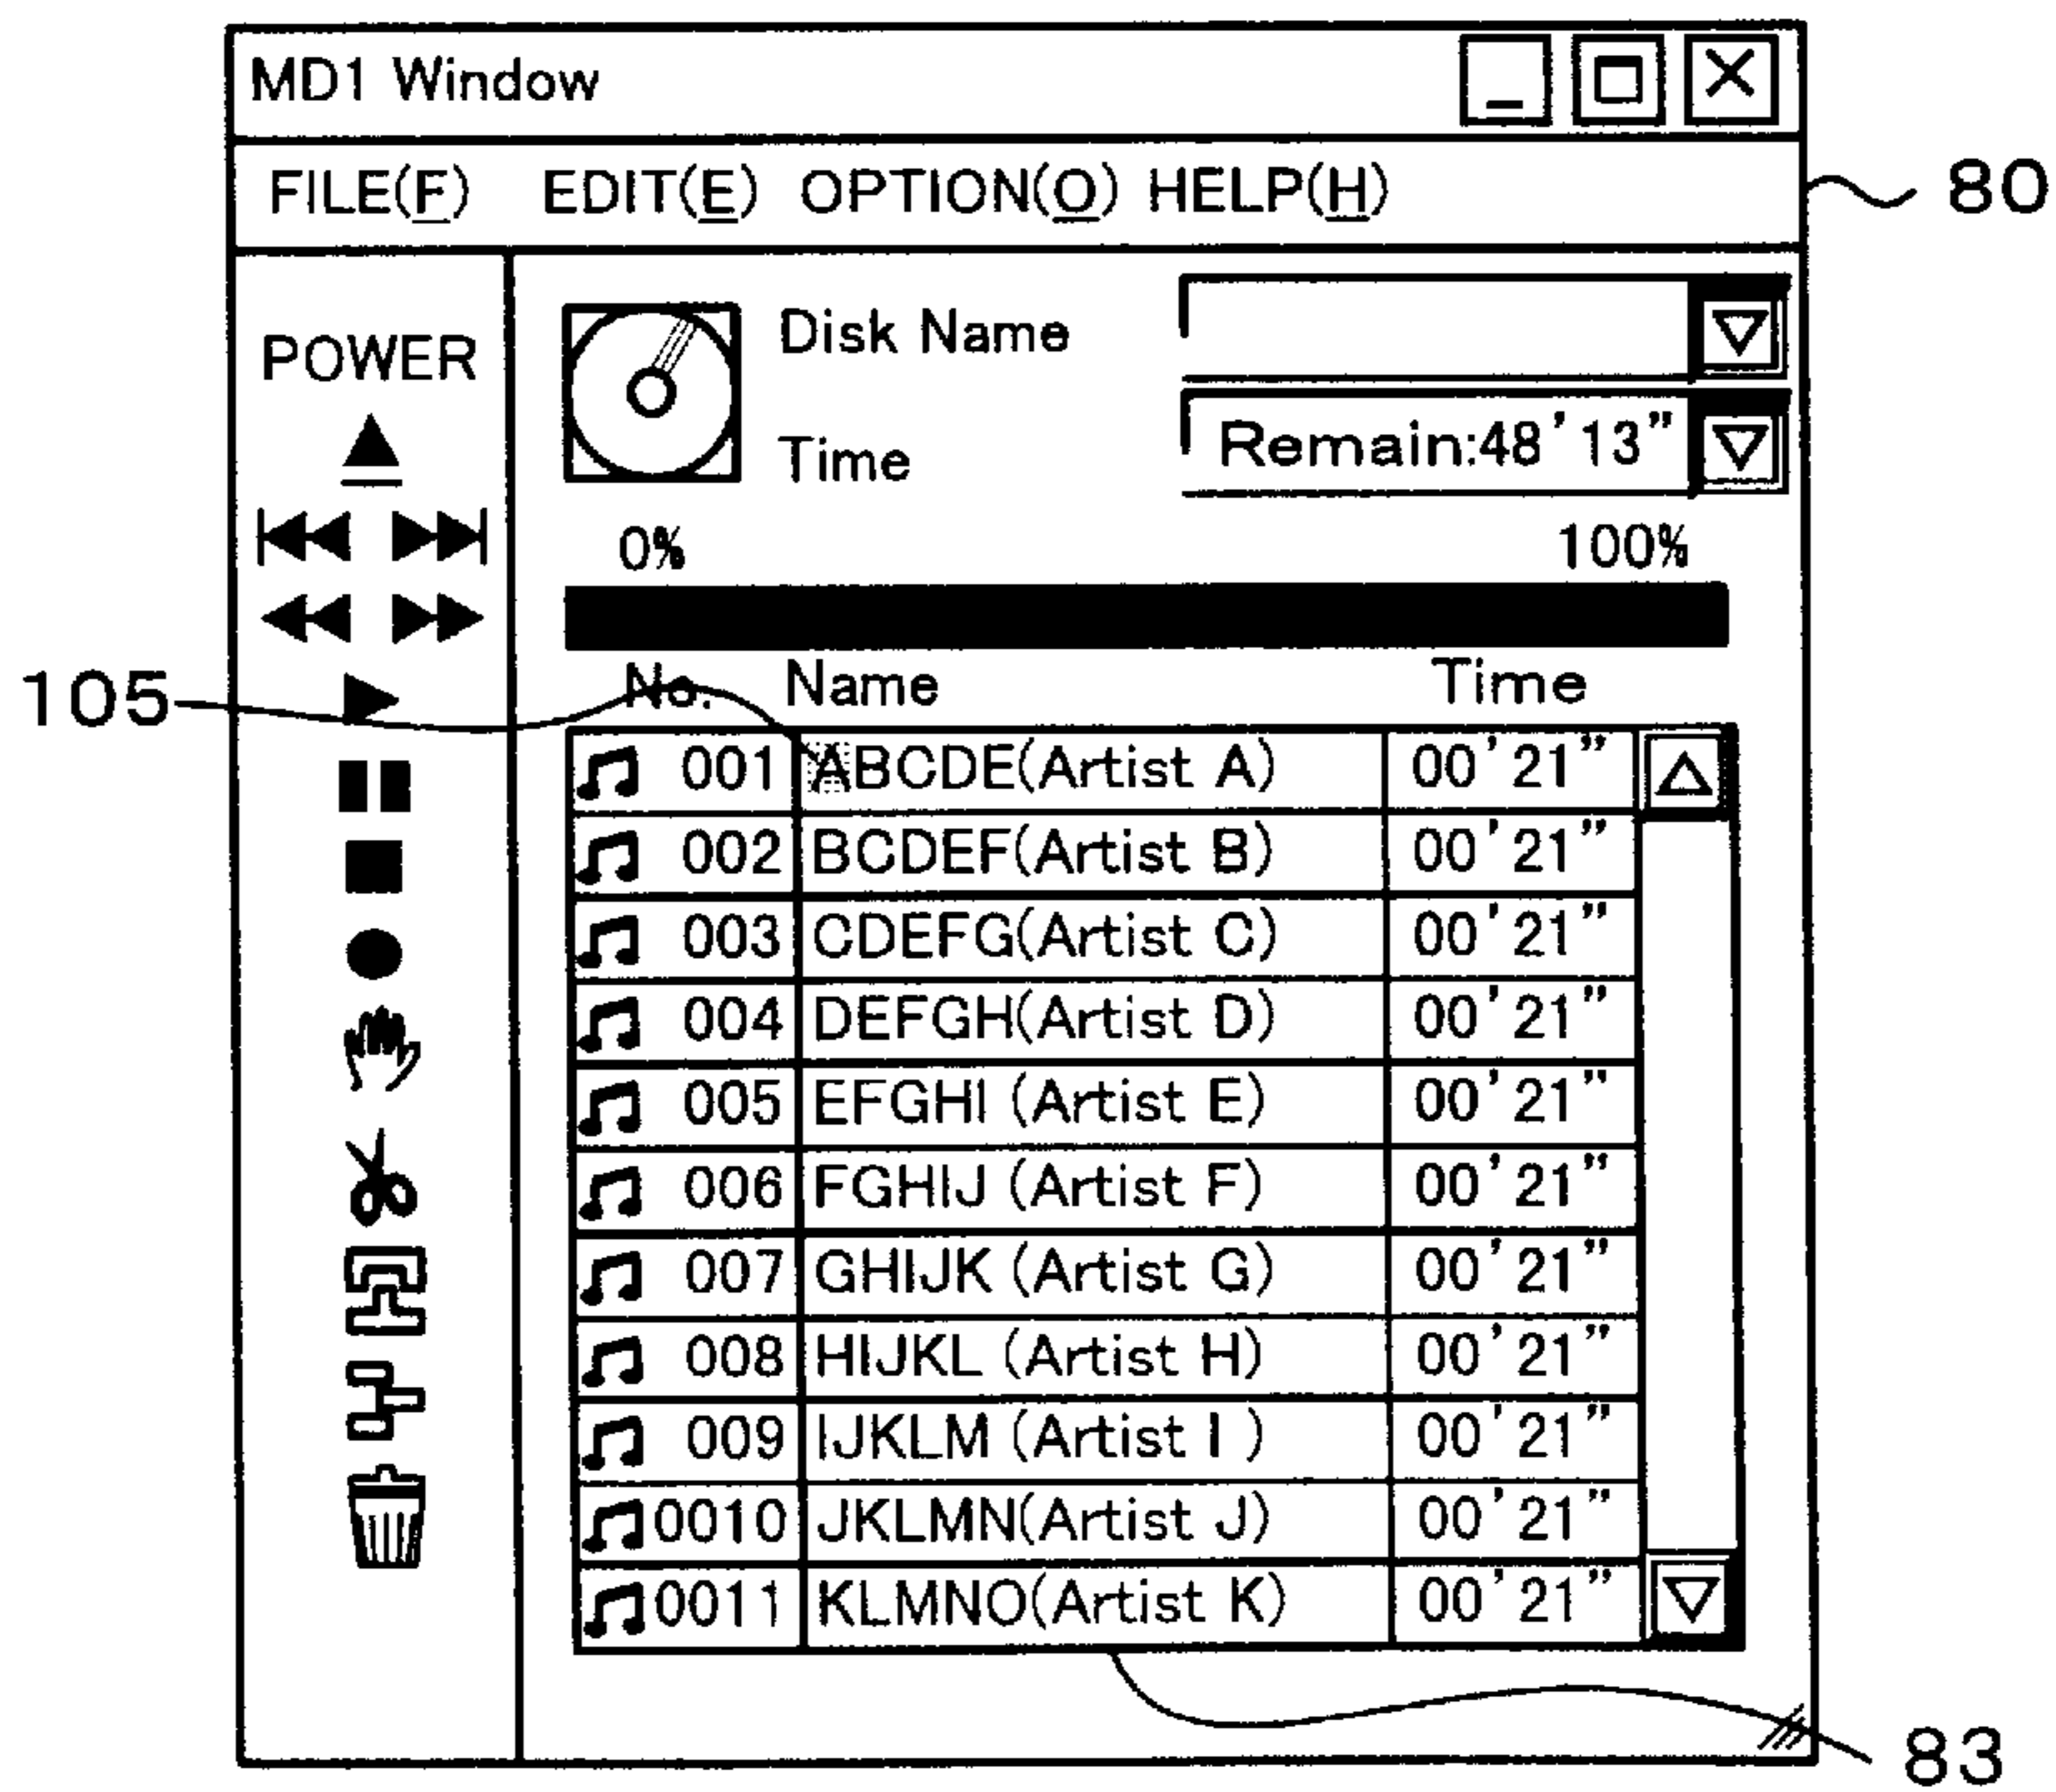 MD1 Window
FILE(F) EDIT(E) OPTION(O) HELP(H)
80
POWER
Disk Name
Time Remain:48'13”
0% 100%
105
No. Name Time
001 ABCDE(Artist A) 00'21”
002 BCDEF(Artist B) 00'21”
003 CDEFG(Artist C) 00'21”
004 DEFGH(Artist D) 00'21”
005 EFGHI (Artist E) 00'21”
006 FGHIJ (Artist F) 00'21”
007 GHIJK (Artist G) 00'21”
008 HIJKL (Artist H) 00'21”
009 IJKLM (Artist I ) 00'21”
0010 JKLMN(Artist J) 00'21”
0011 KLMNO(Artist K) 00'21”
83